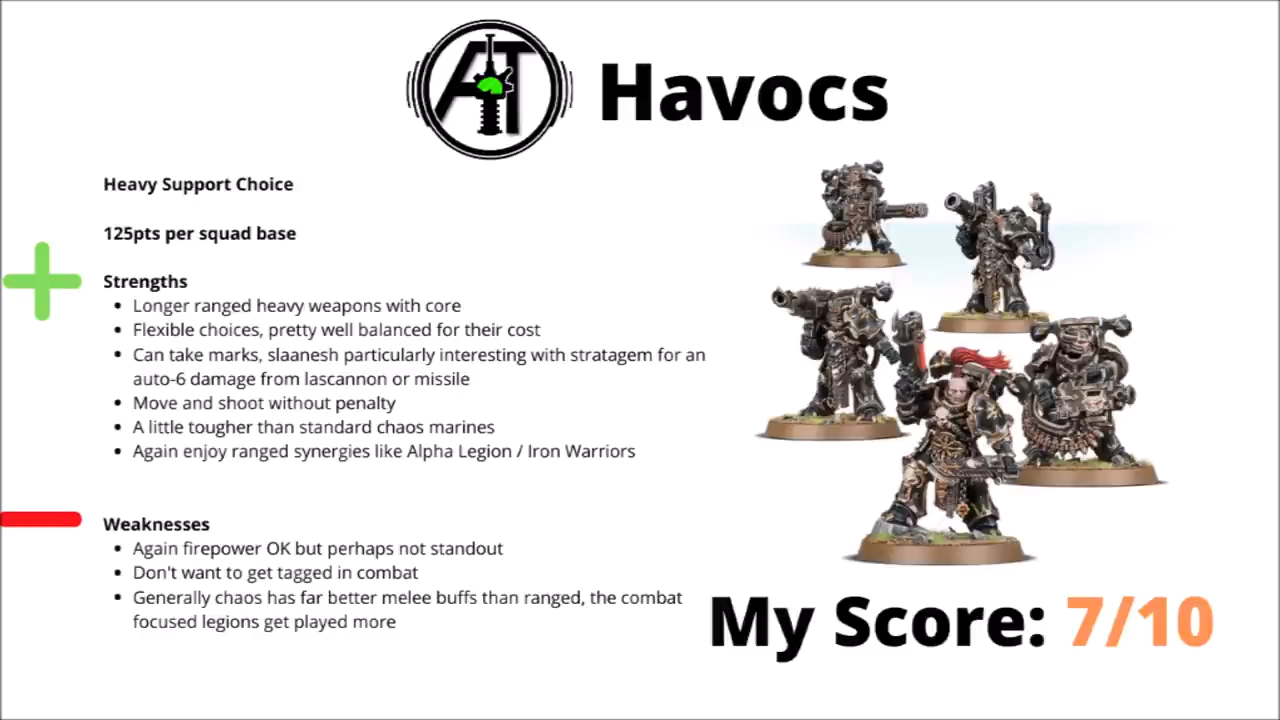 AT
Havocs
Heavy Support Choice
125pts per squad base
Strengths
Longer ranged heavy weapons with core
Flexible choices, pretty well balanced for their cost
Can take marks, slaanesh particularly interesting with stratagem for an
auto-6 damage from lascannon or missile
Move and shoot without penalty
A little tougher than standard chaos marines
Again enjoy ranged synergies like Alpha Legion / Iron Warriors
Weaknesses
Again firepower OK but perhaps not standout
Don't want to get tagged in combat
Generally chaos has far better melee buffs than ranged, the combat
focused legions get played more
My Score: 7/10